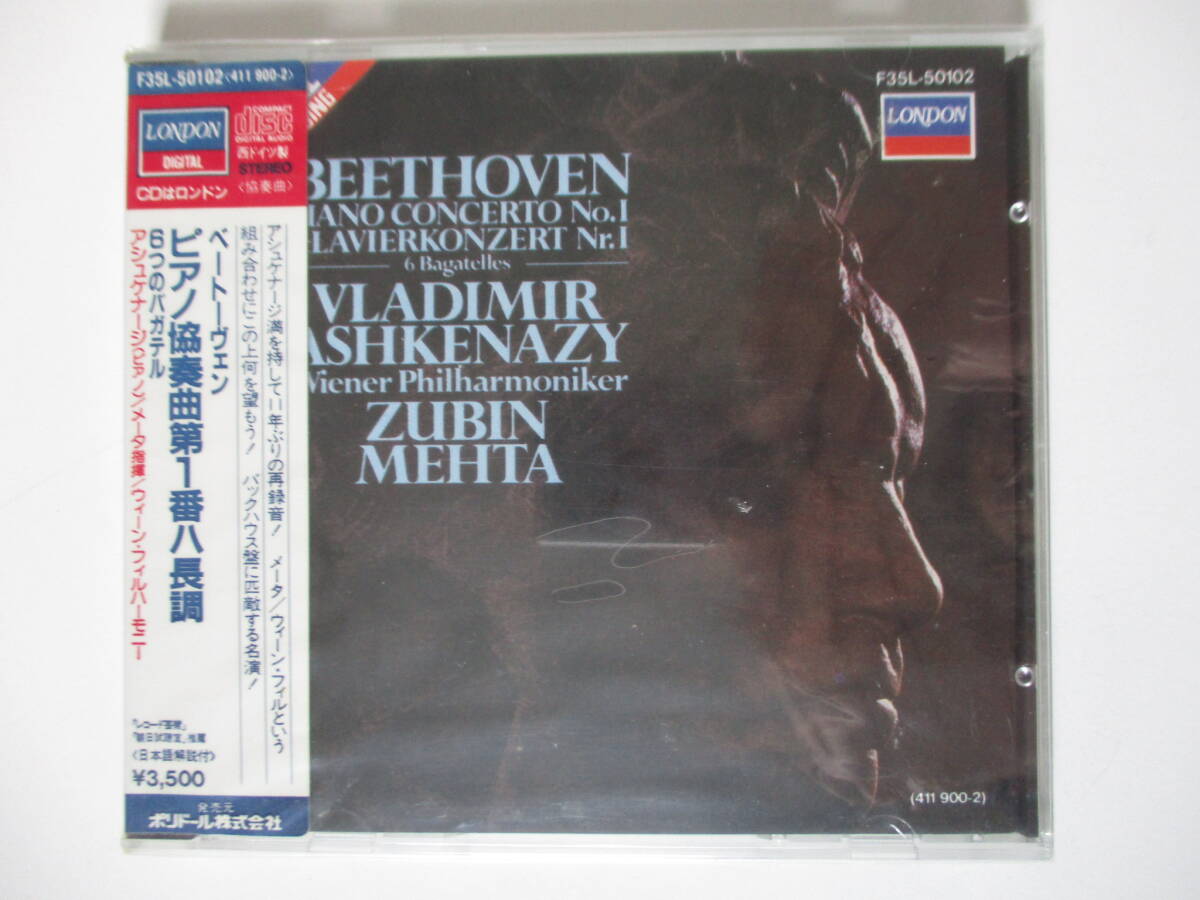 F35L-50102〈411 900-2〉
LONDON
DIGITAL
CDはロンドン
COMPACT
disc
DIGITAL AUDIO
西ドイツ製
STEREO
〈協奏曲〉
ベートーヴェン
ピアノ協奏曲第1番ハ長調
6つのバガテル
アシュケナージ(ピアノ)/メータ指揮/ウィーン・フィルハーモニー
アシュケナージ満を持して11年ぶりの再録音! メータ/ウィーン・フィルという
組み合わせにこの上何を望もう! バックハウス盤に匹敵する名演!
〈日本語解説付〉
¥3,500
発売元
ポリドール株式会社
F35L-50102
LONDON
BEETHOVEN
IANO CONCERTO No.1
LAVIERKONZERT Nr.1
6 Bagatelles
VLADIMIR
ASHKENAZY
Wiener Philharmoniker
ZUBIN
MEHTA
(411 900-2)